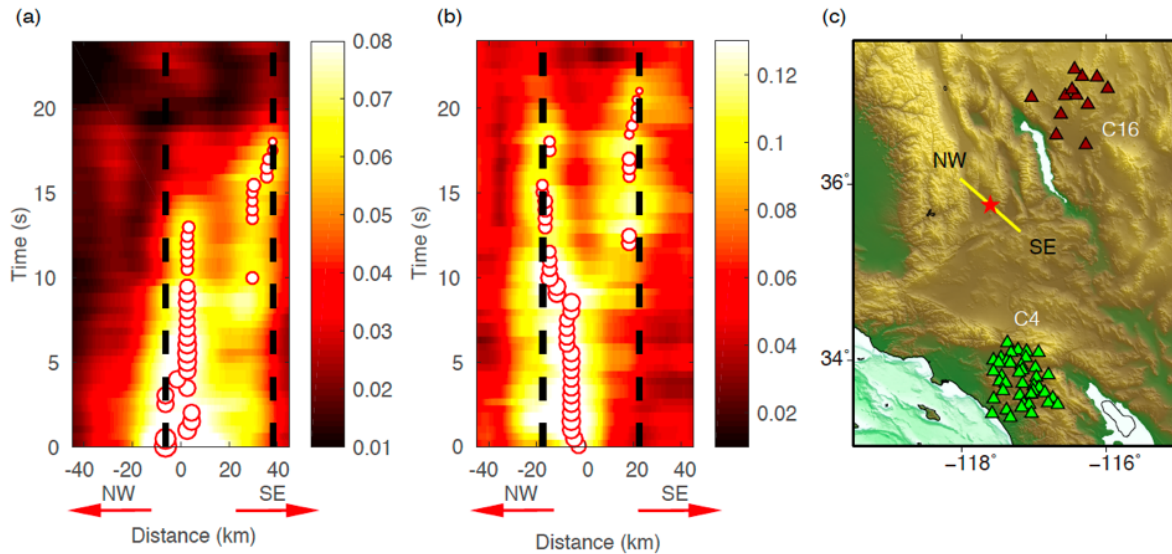 (a)
(b)
(c)
Time (s)
20
15
10
5
0
-40 -20 0 20 40
NW SE
Distance (km)
0.08
0.07
0.06
0.05
0.04
0.03
0.02
0.01
Time (s)
20
15
10
5
0
-40 -20 0 20 40
NW SE
Distance (km)
0.12
0.1
0.08
0.06
0.04
0.02
C16
NW
36°
SE
C4
34°
-118° -116°